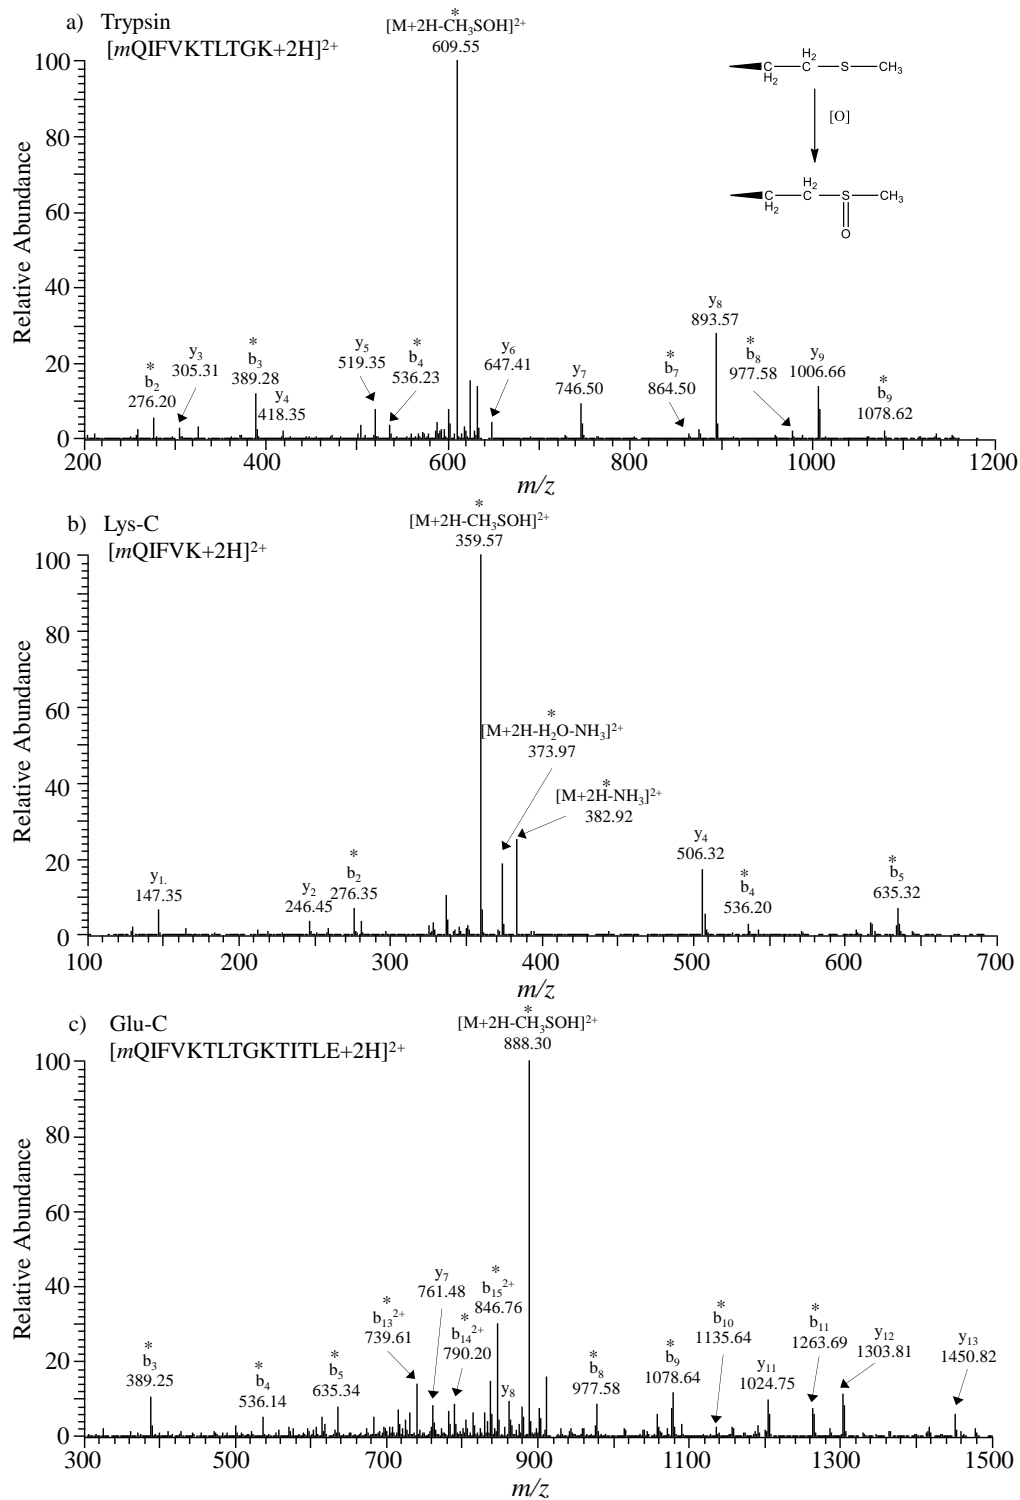 a) Trypsin
[mQIFVKTLTGK+2H]²⁺
*
[M+2H-CH₃SOH]²⁺
609.55
H₂
C
C
H₂
S
CH₃
[O]
H₂
C
C
H₂
S
CH₃
O
Relative Abundance
100
80
60
40
20
0
*
b₂
276.20
y₃
305.31
*
b₃
389.28
y₄
418.35
y₅
519.35
*
b₄
536.23
y₆
647.41
y₇
746.50
*
b₇
864.50
y₈
893.57
*
b₈
977.58
y₉
1006.66
*
b₉
1078.62
200 400 600 800 1000 1200
m/z
b) Lys-C
[mQIFVK+2H]²⁺
*
[M+2H-CH₃SOH]²⁺
359.57
Relative Abundance
100
80
60
40
20
0
*
[M+2H-H₂O-NH₃]²⁺
373.97
*
[M+2H-NH₃]²⁺
382.92
y₁.
147.35
y₂
246.45
*
b₂
276.35
y₄
506.32
*
b₄
536.20
*
b₅
635.32
100 200 300 400 500 600 700
m/z
c) Glu-C
[mQIFVKTLTGKTITLE+2H]²⁺
*
[M+2H-CH₃SOH]²⁺
888.30
Relative Abundance
100
80
60
40
20
0
*
b₃
389.25
*
b₄
536.14
*
b₅
635.34
*
b₁₃²⁺
739.61
y₇
761.48
*
b₁₄²⁺
790.20
*
b₁₅²⁺
846.76
y₈
*
b₈
977.58
*
b₉
1078.64
*
b₁₀
1135.64
y₁₁
1024.75
*
b₁₁
1263.69
y₁₂
1303.81
y₁₃
1450.82
300 500 700 900 1100 1300 1500
m/z